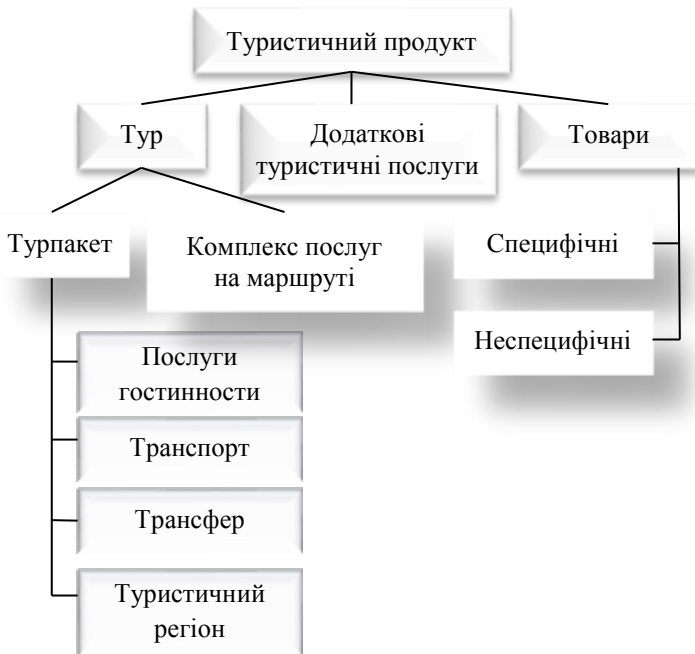 Туристичний продукт
Тур
Додаткові
туристичні послуги
Товари
Турпакет
Комплекс послуг
на маршруті
Специфічні
Неспецифічні
Послуги
гостинности
Транспорт
Трансфер
Туристичний
регіон